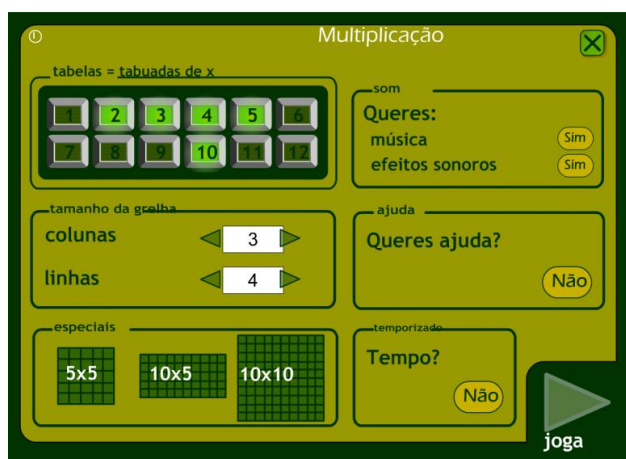 Multiplicação
tabelas = tabuadas de x
1 2 3 4 5 6
7 8 9 10 11 12
som
Queres:
música Sim
efeitos sonoros Sim
tamanho da grelha
colunas 3
linhas 4
ajuda
Queres ajuda?
Não
especiais
5x5 10x5 10x10
temporizado
Tempo?
Não
joga